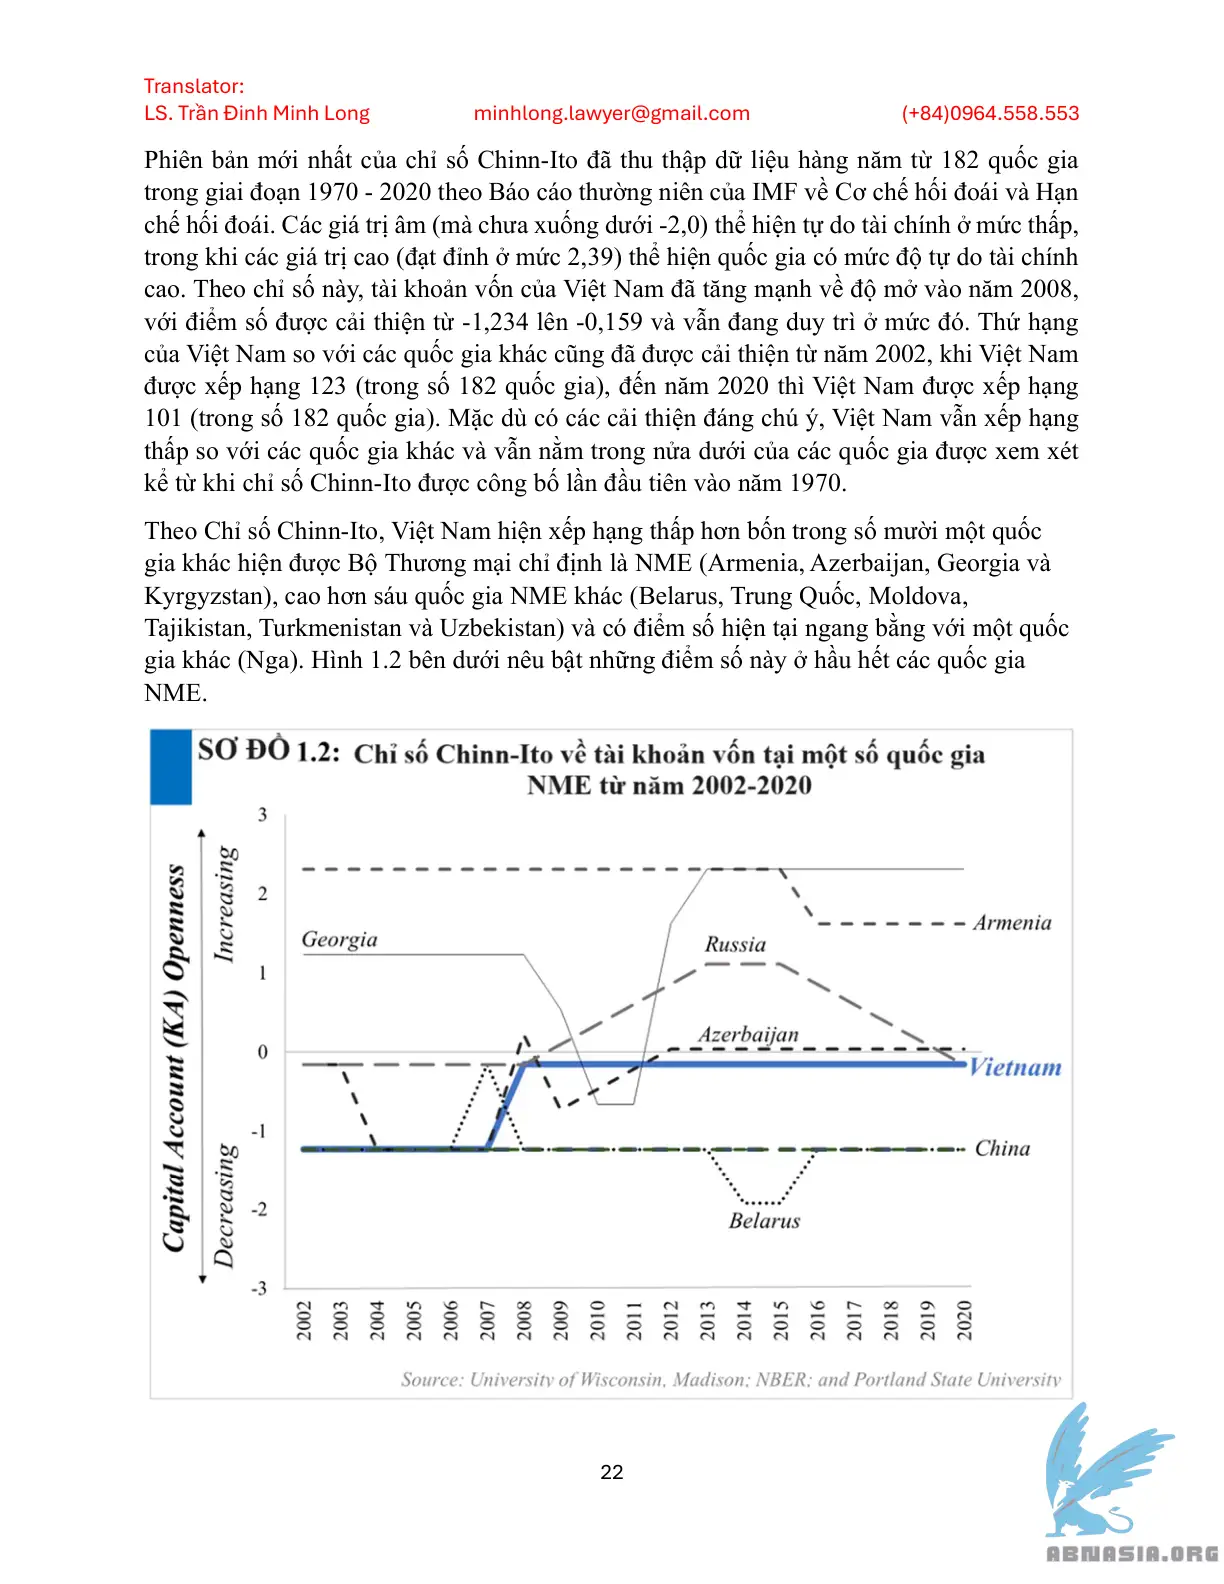 Translator:
LS. Trần Đinh Minh Long minhlong.lawyer@gmail.com (+84)0964.558.553
Phiên bản mới nhất của chỉ số Chinn-Ito đã thu thập dữ liệu hàng năm từ 182 quốc gia
trong giai đoạn 1970 - 2020 theo Báo cáo thường niên của IMF về Cơ chế hối đoái và Hạn
chế hối đoái. Các giá trị âm (mà chưa xuống dưới -2,0) thể hiện tự do tài chính ở mức thấp,
trong khi các giá trị cao (đạt đỉnh ở mức 2,39) thể hiện quốc gia có mức độ tự do tài chính
cao. Theo chỉ số này, tài khoản vốn của Việt Nam đã tăng mạnh về độ mở vào năm 2008,
với điểm số được cải thiện từ -1,234 lên -0,159 và vẫn đang duy trì ở mức đó. Thứ hạng
của Việt Nam so với các quốc gia khác cũng đã được cải thiện từ năm 2002, khi Việt Nam
được xếp hạng 123 (trong số 182 quốc gia), đến năm 2020 thì Việt Nam được xếp hạng
101 (trong số 182 quốc gia). Mặc dù có các cải thiện đáng chú ý, Việt Nam vẫn xếp hạng
thấp so với các quốc gia khác và vẫn nằm trong nửa dưới của các quốc gia được xem xét
kể từ khi chỉ số Chinn-Ito được công bố lần đầu tiên vào năm 1970.
Theo Chỉ số Chinn-Ito, Việt Nam hiện xếp hạng thấp hơn bốn trong số mười một quốc
gia khác hiện được Bộ Thương mại chỉ định là NME (Armenia, Azerbaijan, Georgia và
Kyrgyzstan), cao hơn sáu quốc gia NME khác (Belarus, Trung Quốc, Moldova,
Tajikistan, Turkmenistan và Uzbekistan) và có điểm số hiện tại ngang bằng với một quốc
gia khác (Nga). Hình 1.2 bên dưới nêu bật những điểm số này ở hầu hết các quốc gia
NME.
SƠ ĐỒ 1.2: Chỉ số Chinn-Ito về tài khoản vốn tại một số quốc gia
NME từ năm 2002-2020
Capital Account (KA) Openness
Increasing
Decreasing
3
2
1
0
-1
-2
-3
Georgia
Armenia
Russia
Azerbaijan
Vietnam
China
Belarus
2002 2003 2004 2005 2006 2007 2008 2009 2010 2011 2012 2013 2014 2015 2016 2017 2018 2019 2020
Source: University of Wisconsin, Madison; NBER; and Portland State University
22
ABNASIA.ORG